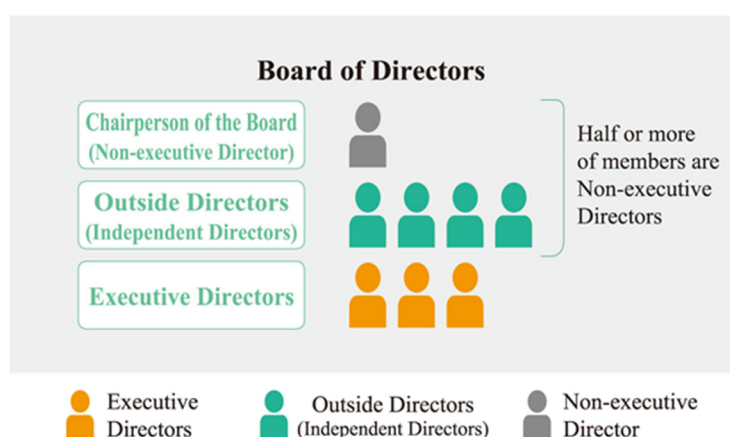 Board of Directors
Chairperson of the Board
(Non-executive Director)
Half or more
of members are
Non-executive
Directors
Outside Directors
(Independent Directors)
Executive Directors
Executive
Directors
Outside Directors
(Independent Directors)
Non-executive
Director